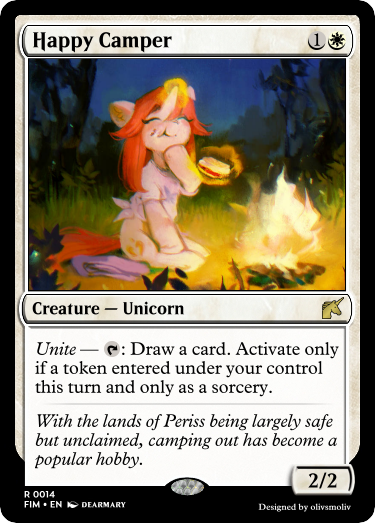 Happy Camper 1
Creature — Unicorn
Unite — : Draw a card. Activate only
if a token entered under your control
this turn and only as a sorcery.
With the lands of Periss being largely safe
but unclaimed, camping out has become a
popular hobby.
2/2
R 0014
FIM • EN DEARMARY
Designed by olivsmoliv